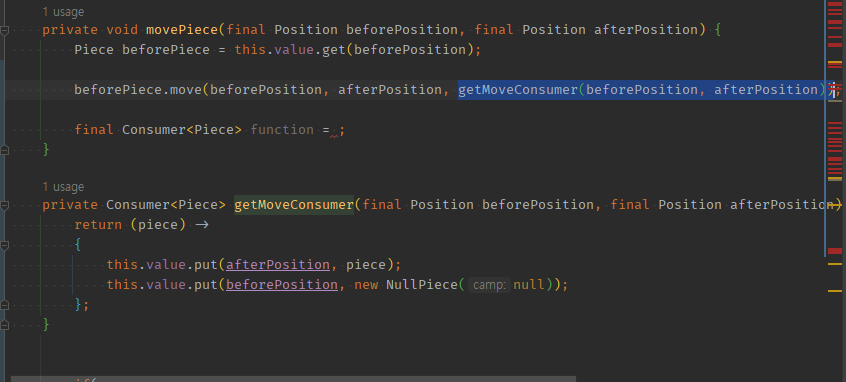 1 usage
private void movePiece(final Position beforePosition, final Position afterPosition) {
Piece beforePiece = this.value.get(beforePosition);
beforePiece.move(beforePosition, afterPosition, getMoveConsumer(beforePosition, afterPosition));
final Consumer<Piece> function = ;
}
1 usage
private Consumer<Piece> getMoveConsumer(final Position beforePosition, final Position afterPosition)
return (piece) →
{
this.value.put(afterPosition, piece);
this.value.put(beforePosition, new NullPiece( camp: null));
};
}
if(